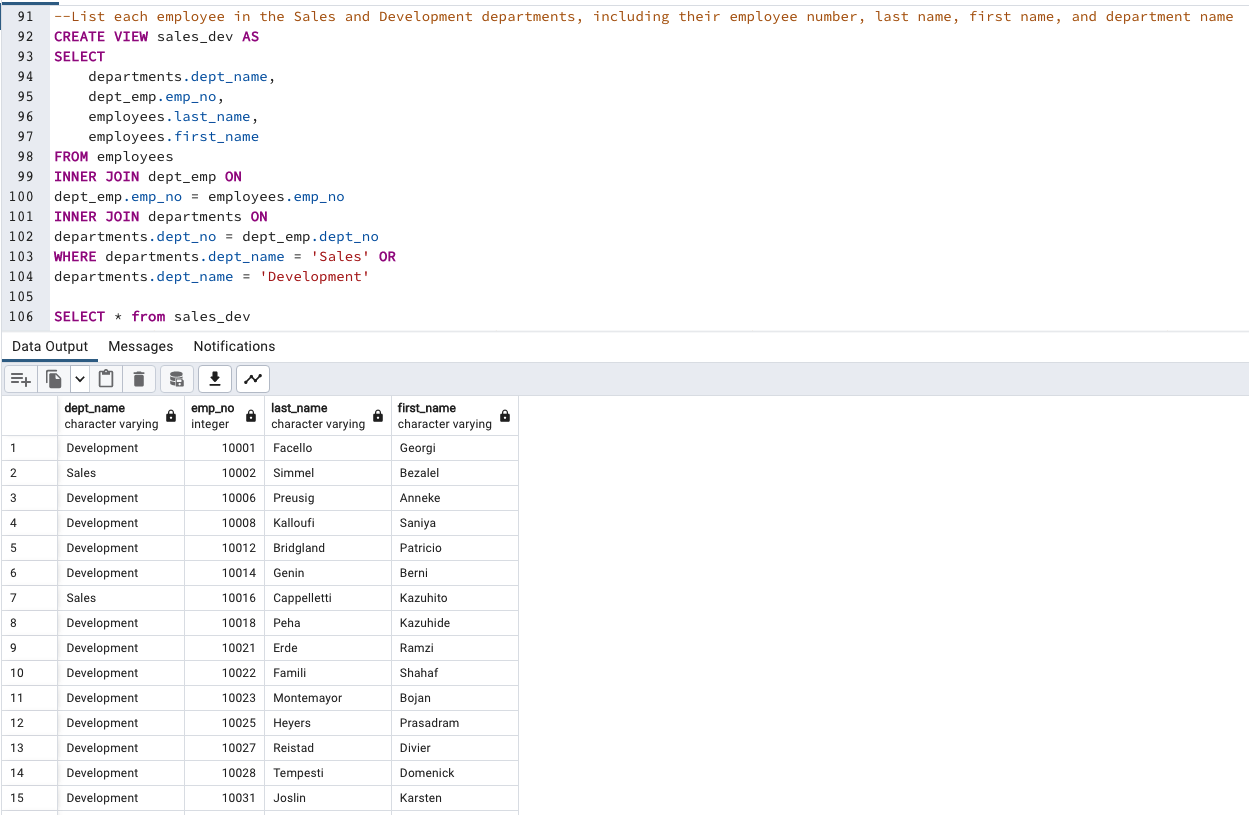 91 --List each employee in the Sales and Development departments, including their employee number, last name, first name, and department name
92 CREATE VIEW sales_dev AS
93 SELECT
94 departments.dept_name,
95 dept_emp.emp_no,
96 employees.last_name,
97 employees.first_name
98 FROM employees
99 INNER JOIN dept_emp ON
100 dept_emp.emp_no = employees.emp_no
101 INNER JOIN departments ON
102 departments.dept_no = dept_emp.dept_no
103 WHERE departments.dept_name = 'Sales' OR
104 departments.dept_name = 'Development'
105
106 SELECT * from sales_dev
Data Output Messages Notifications
dept_name emp_no last_name first_name
character varying integer character varying character varying
1 Development 10001 Facello Georgi
2 Sales 10002 Simmel Bezalel
3 Development 10006 Preusig Anneke
4 Development 10008 Kalloufi Saniya
5 Development 10012 Bridgland Patricio
6 Development 10014 Genin Berni
7 Sales 10016 Cappelletti Kazuhito
8 Development 10018 Peha Kazuhide
9 Development 10021 Erde Ramzi
10 Development 10022 Famili Shahaf
11 Development 10023 Montemayor Bojan
12 Development 10025 Heyers Prasadram
13 Development 10027 Reistad Divier
14 Development 10028 Tempesti Domenick
15 Development 10031 Joslin Karsten